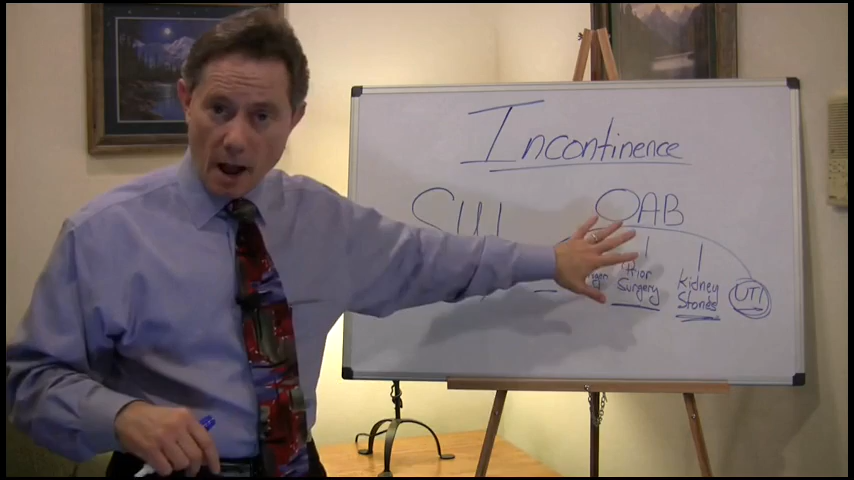 Incontinence
SUI OAB
Prior
Surgery
Kidney
Stones
UTI